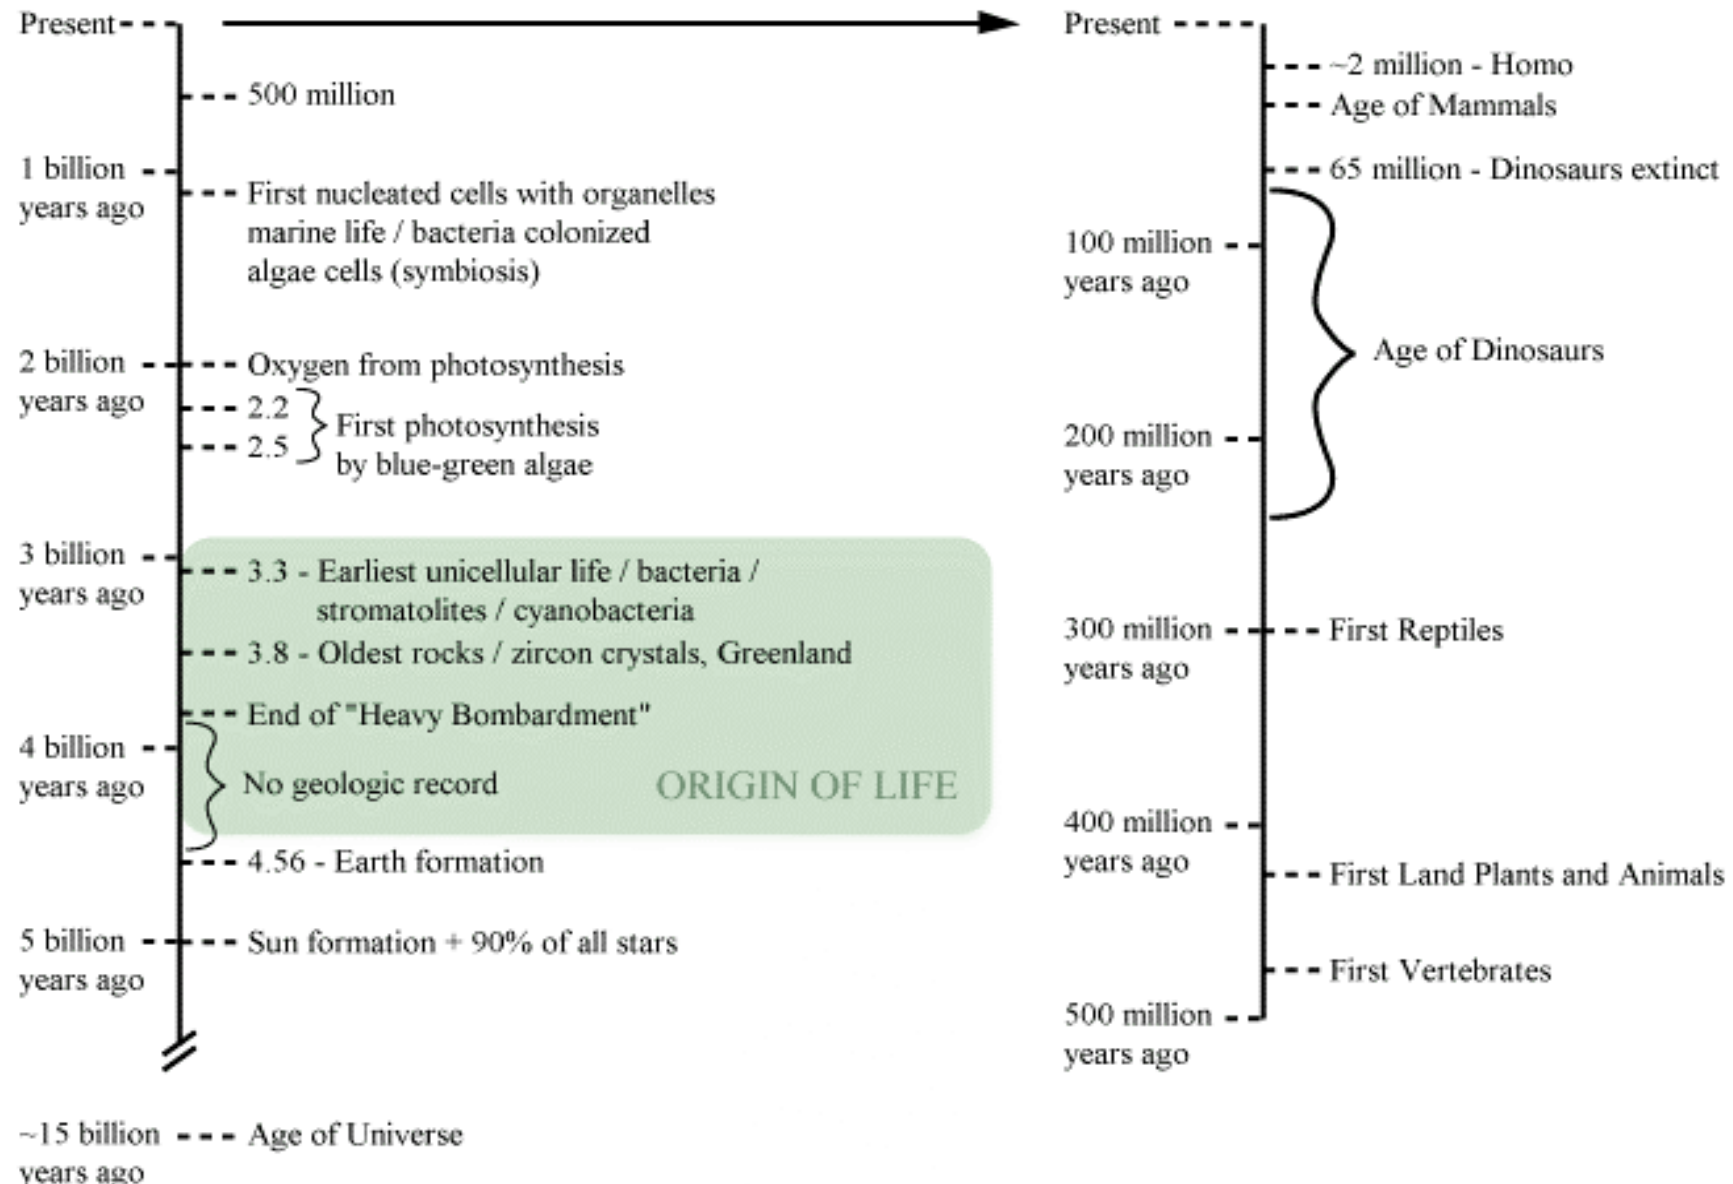 Present
500 million
1 billion
years ago
First nucleated cells with organelles
marine life / bacteria colonized
algae cells (symbiosis)
2 billion
years ago
Oxygen from photosynthesis
2.2
2.5
First photosynthesis
by blue-green algae
3 billion
years ago
3.3 - Earliest unicellular life / bacteria /
stromatolites / cyanobacteria
3.8 - Oldest rocks / zircon crystals, Greenland
End of "Heavy Bombardment"
4 billion
years ago
No geologic record
ORIGIN OF LIFE
4.56 - Earth formation
5 billion
years ago
Sun formation + 90% of all stars
~15 billion
years ago
Age of Universe
Present
~2 million - Homo
Age of Mammals
65 million - Dinosaurs extinct
100 million
years ago
Age of Dinosaurs
200 million
years ago
300 million
years ago
First Reptiles
400 million
years ago
First Land Plants and Animals
First Vertebrates
500 million
years ago